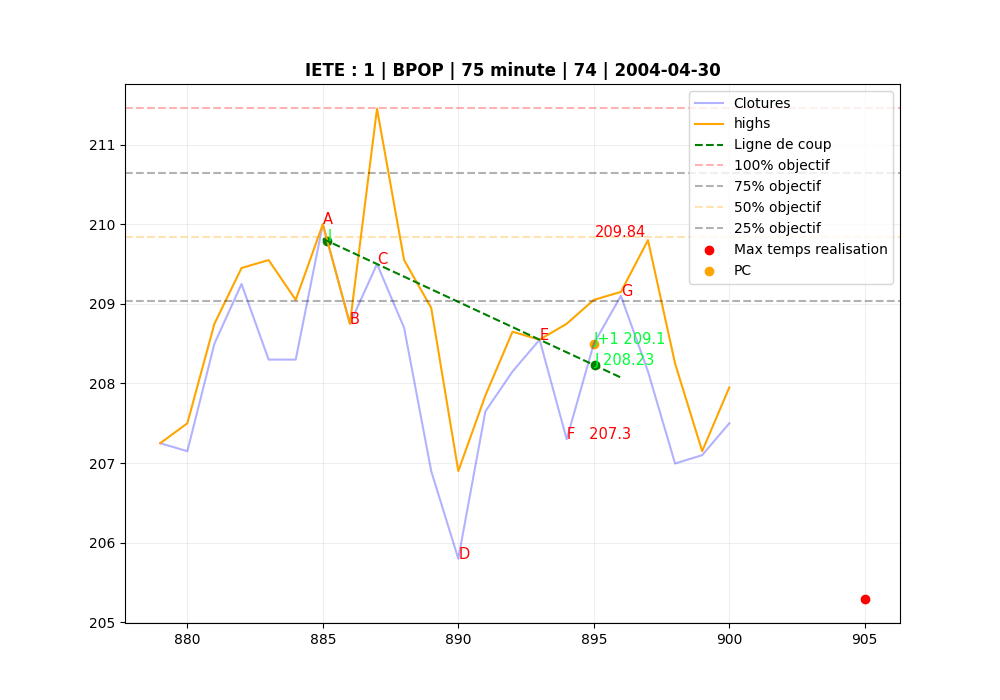 IETE : 1 | BPOP | 75 minute | 74 | 2004-04-30
Clotures
highs
Ligne de coup
100% objectif
75% objectif
50% objectif
25% objectif
Max temps realisation
PC
211
210
209
208
207
206
205
A
C
B
209.84
G
E
J+1 209.1
J 208.23
F 207.3
D
880
885
890
895
900
905